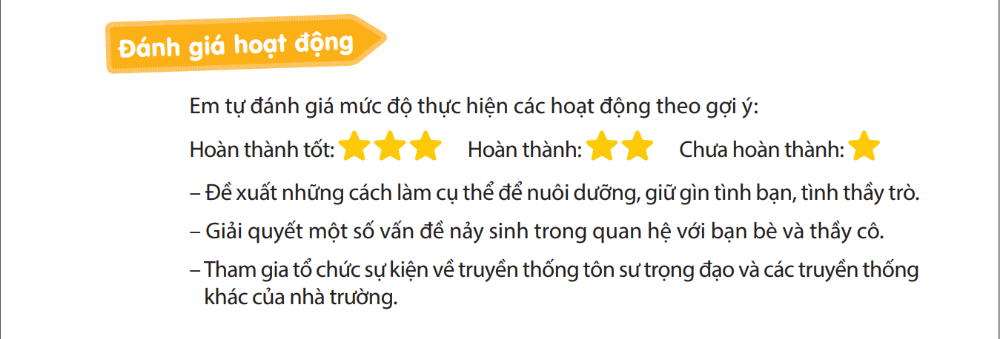 Đánh giá hoạt động
Em tự đánh giá mức độ thực hiện các hoạt động theo gợi ý:
Hoàn thành tốt: Hoàn thành: Chưa hoàn thành:
– Đề xuất những cách làm cụ thể để nuôi dưỡng, giữ gìn tình bạn, tình thầy trò.
– Giải quyết một số vấn đề nảy sinh trong quan hệ với bạn bè và thầy cô.
– Tham gia tổ chức sự kiện về truyền thống tôn sư trọng đạo và các truyền thống
khác của nhà trường.